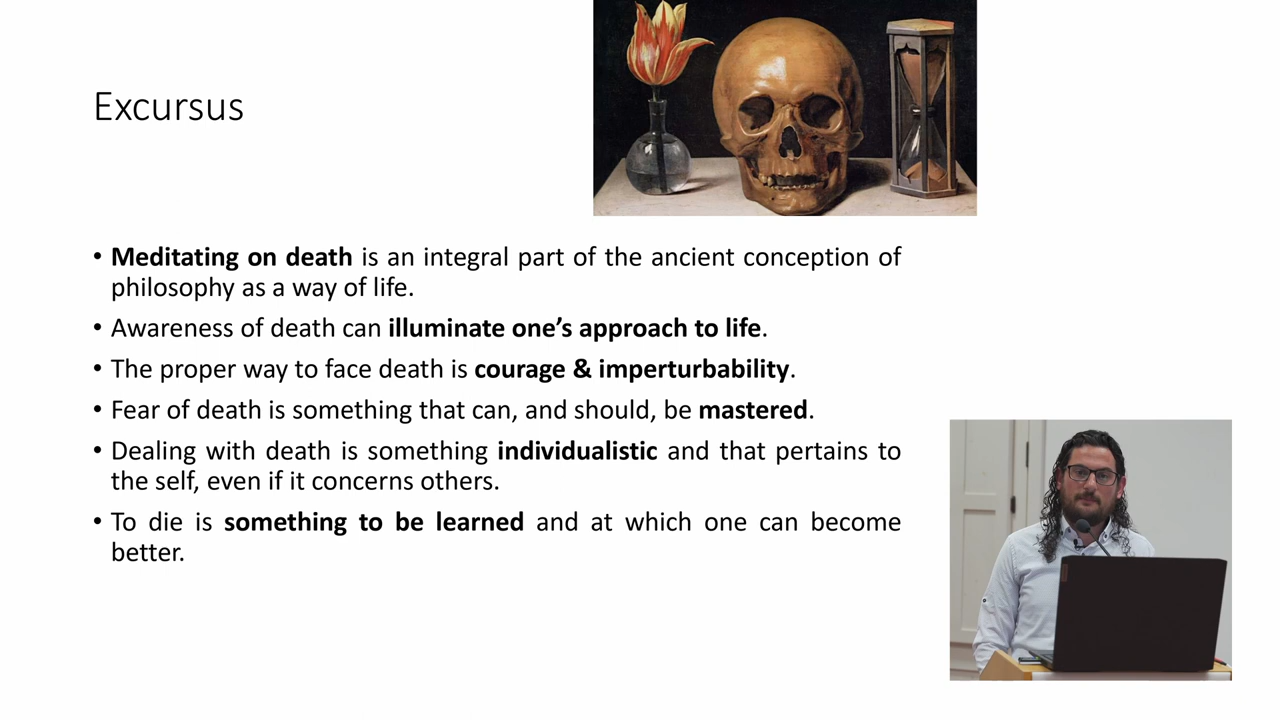 Excursus
• Meditating on death is an integral part of the ancient conception of
philosophy as a way of life.
• Awareness of death can illuminate one’s approach to life.
• The proper way to face death is courage & imperturbability.
• Fear of death is something that can, and should, be mastered.
• Dealing with death is something individualistic and that pertains to
the self, even if it concerns others.
• To die is something to be learned and at which one can become
better.